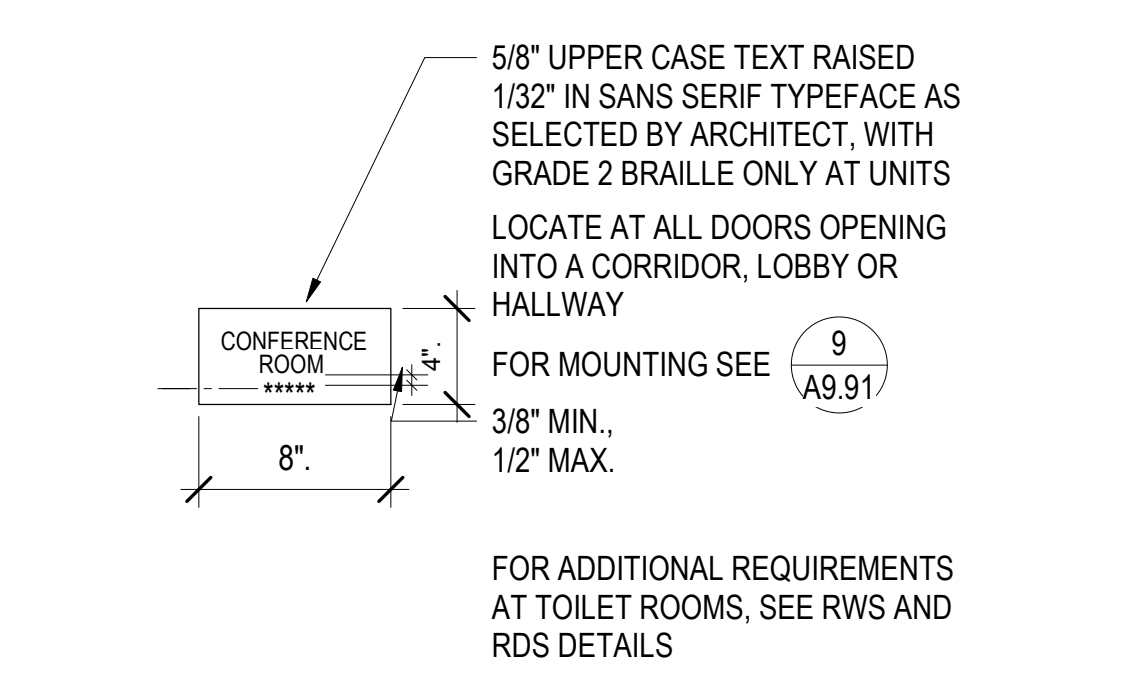 5/8" UPPER CASE TEXT RAISED
1/32" IN SANS SERIF TYPEFACE AS
SELECTED BY ARCHITECT, WITH
GRADE 2 BRAILLE ONLY AT UNITS
LOCATE AT ALL DOORS OPENING
INTO A CORRIDOR, LOBBY OR
HALLWAY
CONFERENCE
ROOM
*****
4".
8".
FOR MOUNTING SEE
9
A9.91
3/8" MIN.,
1/2" MAX.
FOR ADDITIONAL REQUIREMENTS
AT TOILET ROOMS, SEE RWS AND
RDS DETAILS